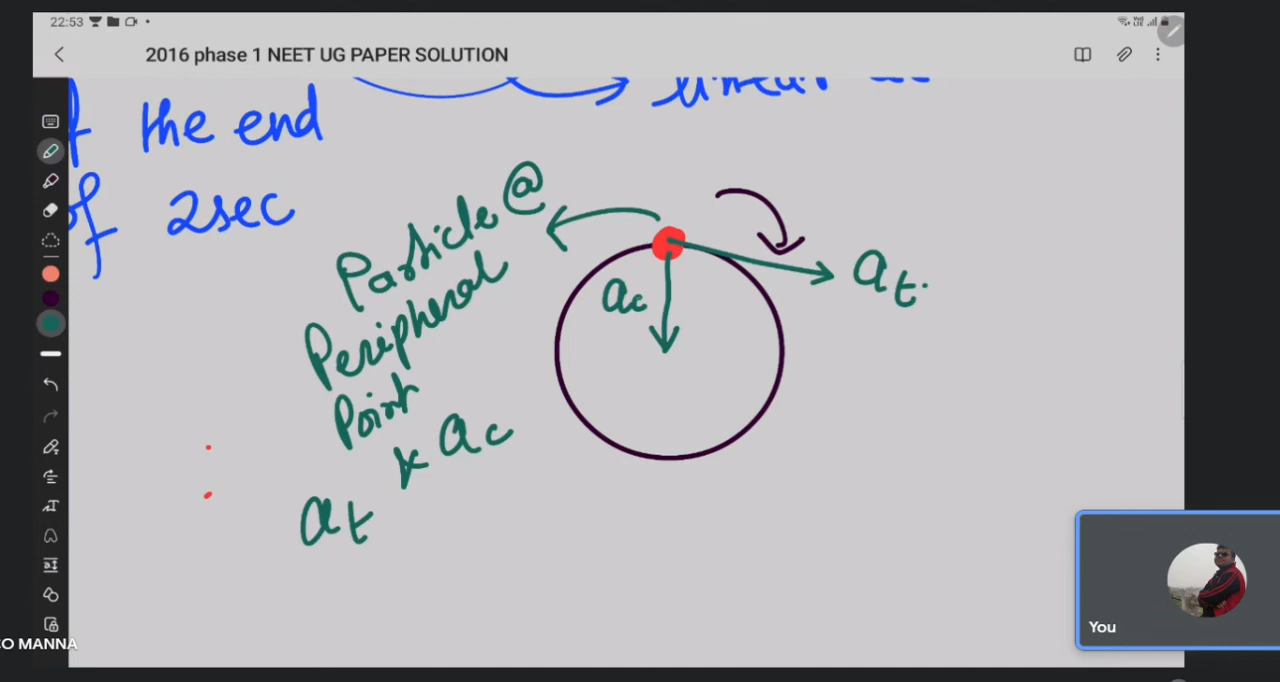 22:53
2016 phase 1 NEET UG PAPER SOLUTION
the end
of 2sec
Particle @
Peripheral
Point
at & ac
ac
at.
You
O MANNA